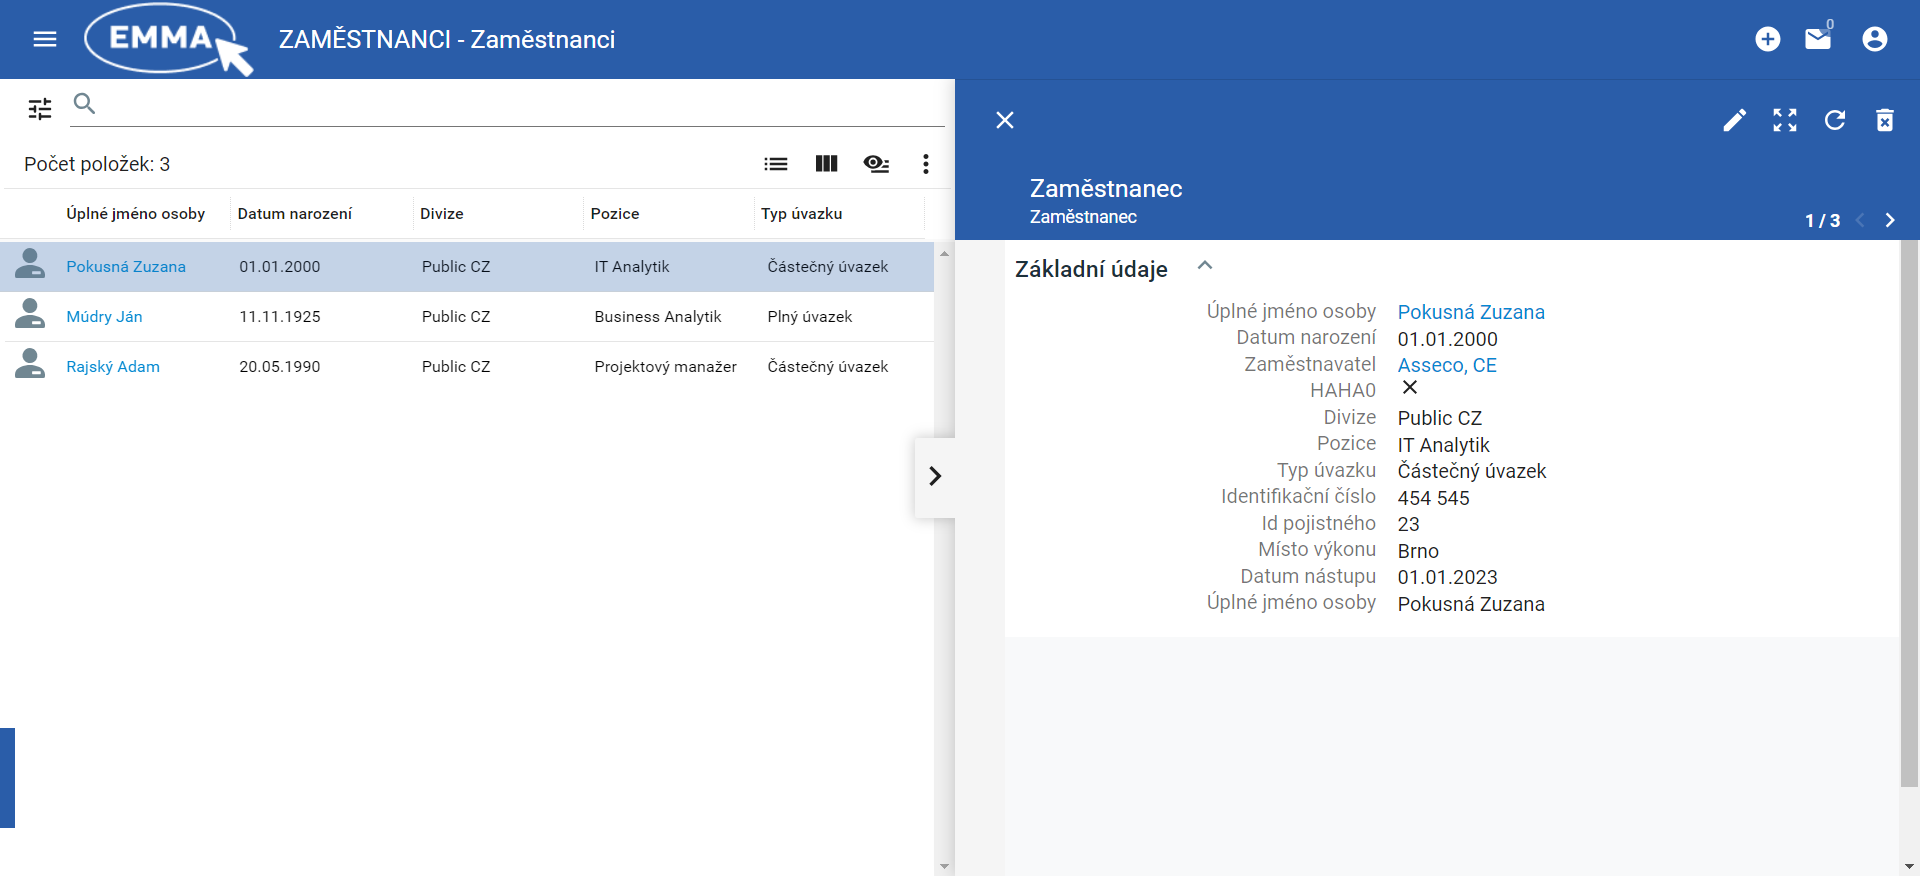 EMMA
ZAMĚSTNANCI - Zaměstnanci
0
Počet položek: 3
Úplné jméno osoby Datum narození Divize Pozice Typ úvazku
Pokusná Zuzana 01.01.2000 Public CZ IT Analytik Částečný úvazek
Múdry Ján 11.11.1925 Public CZ Business Analytik Plný úvazek
Rajský Adam 20.05.1990 Public CZ Projektový manažer Částečný úvazek
Zaměstnanec
Zaměstnanec
1 / 3
Základní údaje
Úplné jméno osoby Pokusná Zuzana
Datum narození 01.01.2000
Zaměstnavatel Asseco, CE
HAHA0
Divize Public CZ
Pozice IT Analytik
Typ úvazku Částečný úvazek
Identifikační číslo 454 545
Id pojistného 23
Místo výkonu Brno
Datum nástupu 01.01.2023
Úplné jméno osoby Pokusná Zuzana